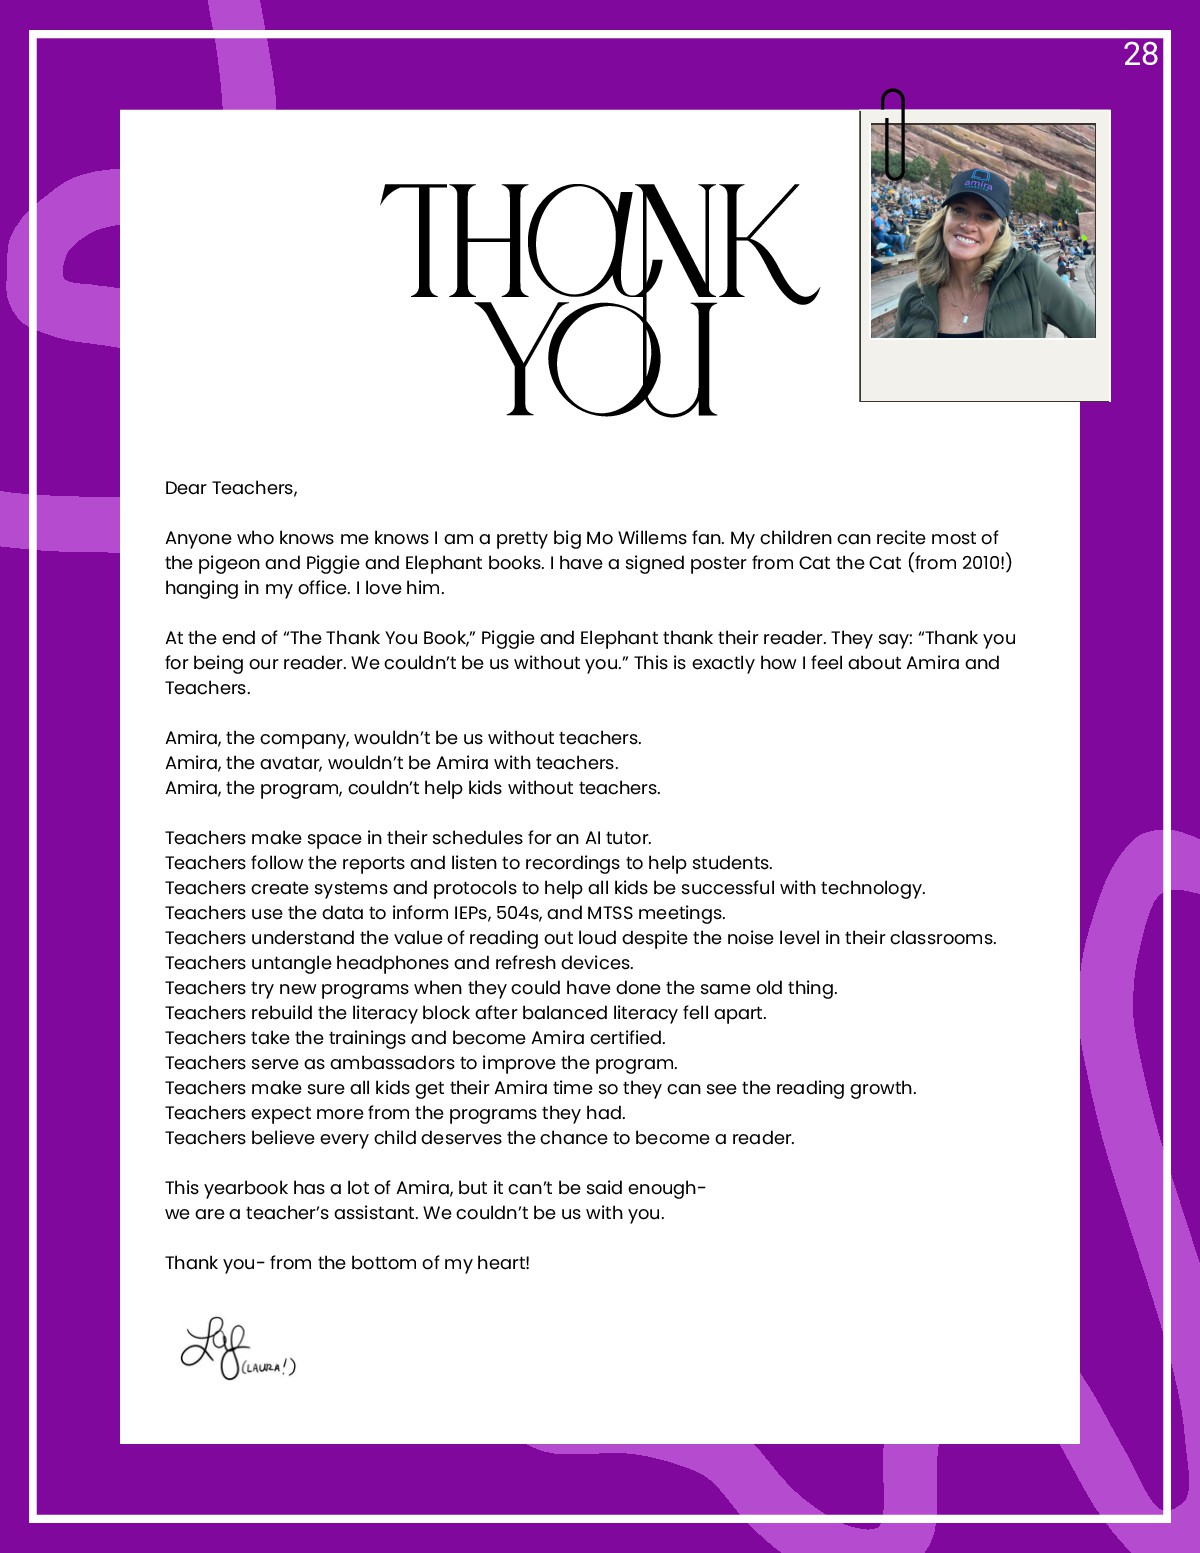 28
amira
THaNK
YOU
Dear Teachers,
Anyone who knows me knows I am a pretty big Mo Willems fan. My children can recite most of
the pigeon and Piggie and Elephant books. I have a signed poster from Cat the Cat (from 2010!)
hanging in my office. I love him.
At the end of “The Thank You Book,” Piggie and Elephant thank their reader. They say: “Thank you
for being our reader. We couldn’t be us without you.” This is exactly how I feel about Amira and
Teachers.
Amira, the company, wouldn’t be us without teachers.
Amira, the avatar, wouldn’t be Amira with teachers.
Amira, the program, couldn’t help kids without teachers.
Teachers make space in their schedules for an AI tutor.
Teachers follow the reports and listen to recordings to help students.
Teachers create systems and protocols to help all kids be successful with technology.
Teachers use the data to inform IEPs, 504s, and MTSS meetings.
Teachers understand the value of reading out loud despite the noise level in their classrooms.
Teachers untangle headphones and refresh devices.
Teachers try new programs when they could have done the same old thing.
Teachers rebuild the literacy block after balanced literacy fell apart.
Teachers take the trainings and become Amira certified.
Teachers serve as ambassadors to improve the program.
Teachers make sure all kids get their Amira time so they can see the reading growth.
Teachers expect more from the programs they had.
Teachers believe every child deserves the chance to become a reader.
This yearbook has a lot of Amira, but it can’t be said enough-
we are a teacher’s assistant. We couldn’t be us with you.
Thank you- from the bottom of my heart!
(LAURA!)